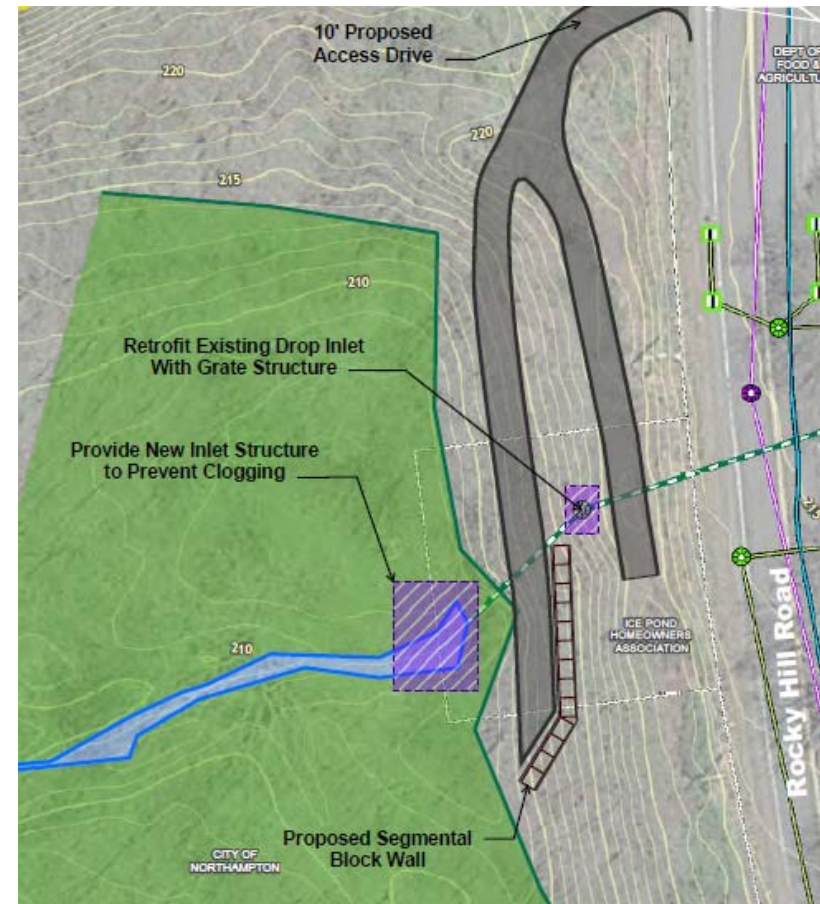 10' Proposed
Access Drive
DEPT OF
FOOD &
220
220
215
210
Retrofit Existing Drop Inlet
With Grate Structure
Provide New Inlet Structure
to Prevent Clogging
215
ICE POND
HOMEOWNERS
ASSOCIATION
210
Rocky Hill Road
Proposed Segmental
Block Wall
CITY OF
NORTHAMPTON